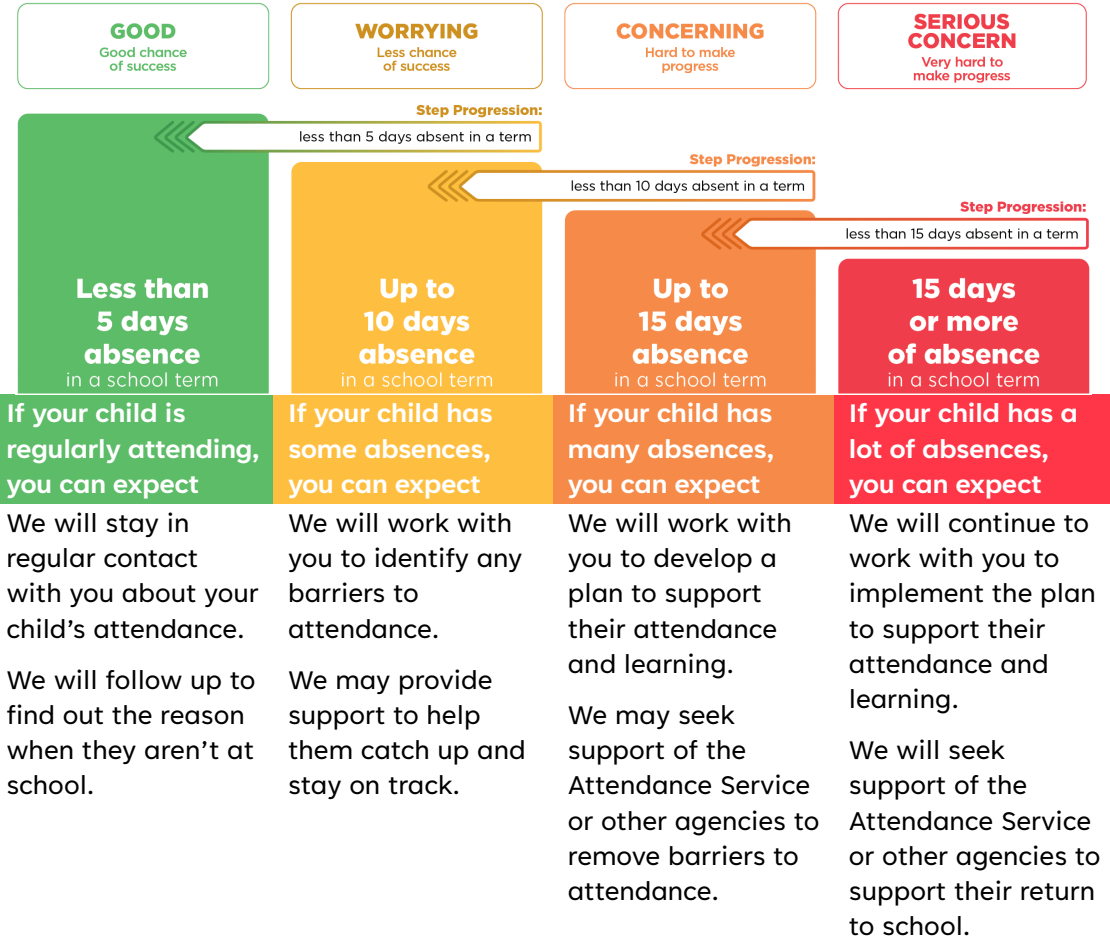 GOOD
Good chance
of success
WORRYING
Less chance
of success
CONCERNING
Hard to make
progress
SERIOUS
CONCERN
Very hard to
make progress
Step Progression:
less than 5 days absent in a term
Step Progression:
less than 10 days absent in a term
Step Progression:
less than 15 days absent in a term
Less than
5 days
absence
in a school term
Up to
10 days
absence
in a school term
Up to
15 days
absence
in a school term
15 days
or more
of absence
in a school term
If your child is
regularly attending,
you can expect
We will stay in
regular contact
with you about your
child’s attendance.
We will follow up to
find out the reason
when they aren’t at
school.
If your child has
some absences,
you can expect
We will work with
you to identify any
barriers to
attendance.
We may provide
support to help
them catch up and
stay on track.
If your child has
many absences,
you can expect
We will work with
you to develop a
plan to support
their attendance
and learning.
We may seek
support of the
Attendance Service
or other agencies to
remove barriers to
attendance.
If your child has a
lot of absences,
you can expect
We will continue to
work with you to
implement the plan
to support their
attendance and
learning.
We will seek
support of the
Attendance Service
or other agencies to
support their return
to school.